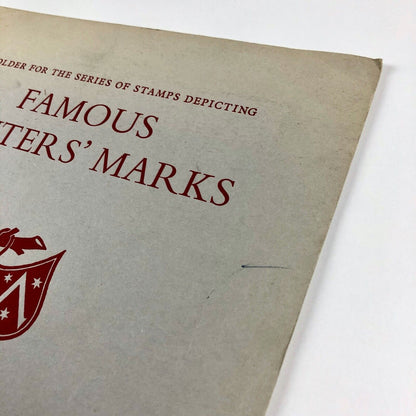 OLDER FOR THE SERIES OF STAMPS DEPICTING
FAMOUS
TERS' MARKS